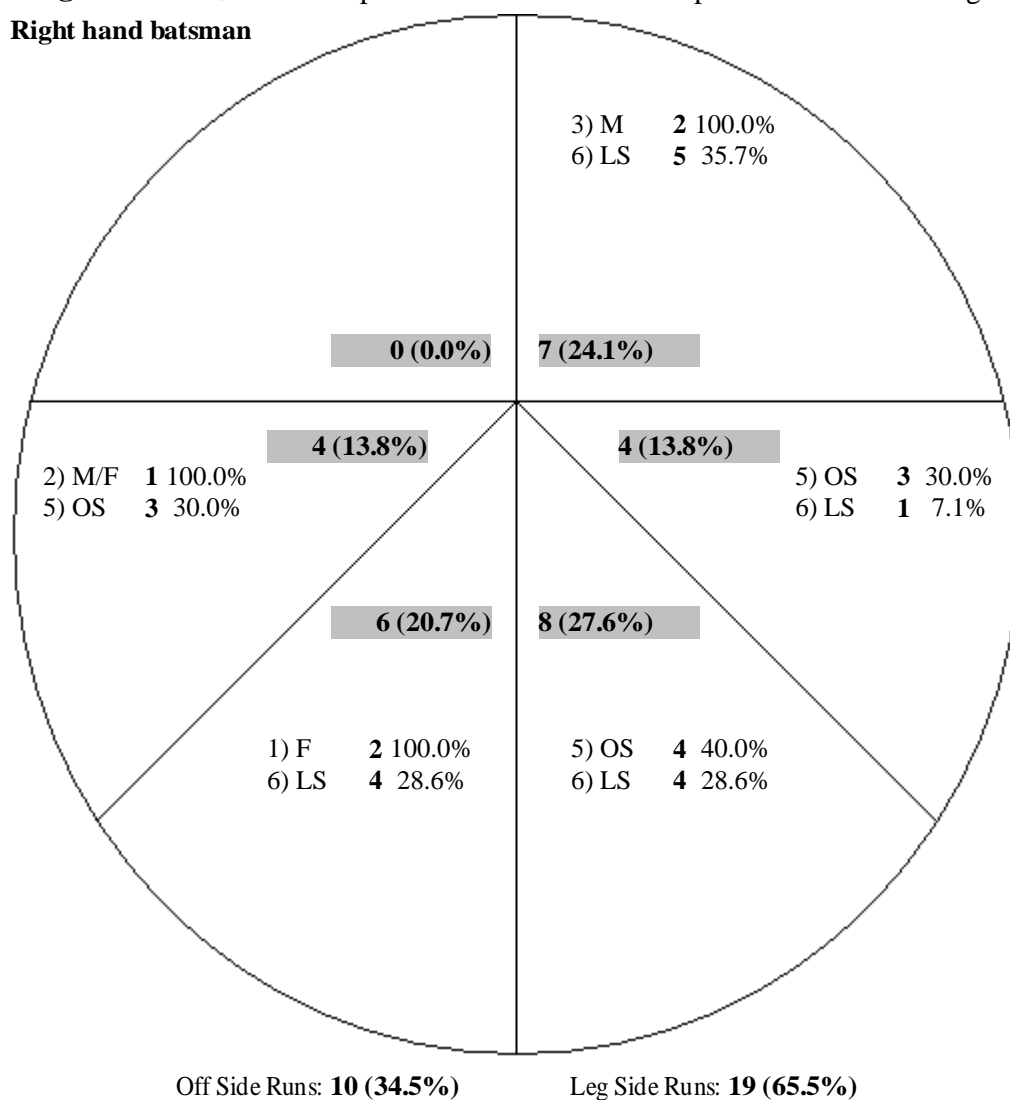 Right hand batsman
3) M 2 100.0%
6) LS 5 35.7%
0 (0.0%) 7 (24.1%)
4 (13.8%) 4 (13.8%)
2) M/F 1 100.0%
5) OS 3 30.0%
5) OS 3 30.0%
6) LS 1 7.1%
6 (20.7%) 8 (27.6%)
1) F 2 100.0%
6) LS 4 28.6%
5) OS 4 40.0%
6) LS 4 28.6%
Off Side Runs: 10 (34.5%) Leg Side Runs: 19 (65.5%)